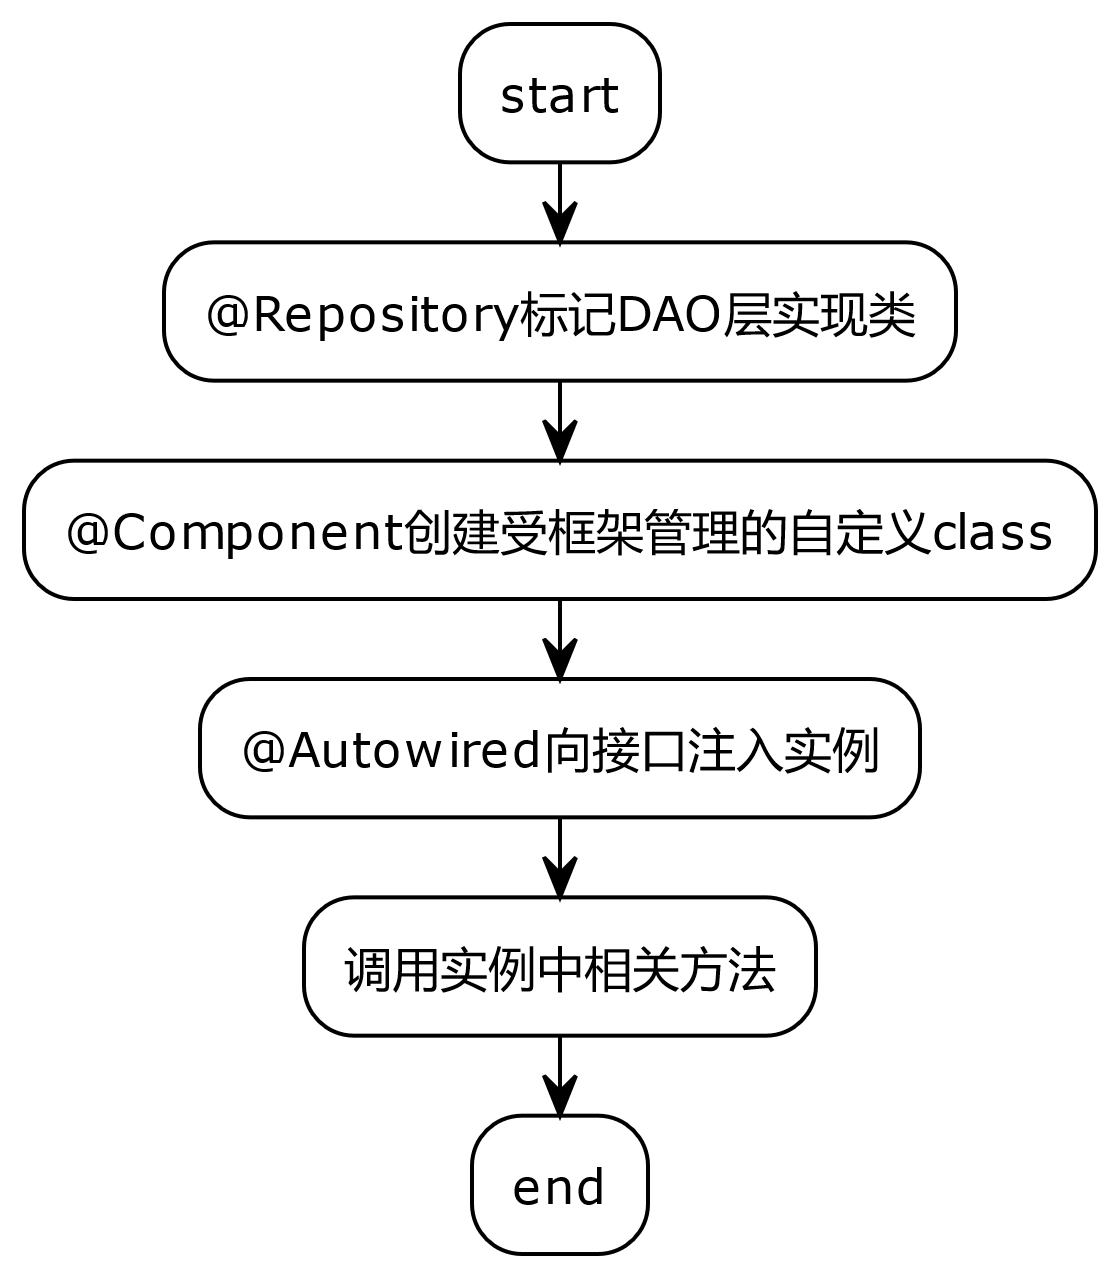 start
@Repository标记DAO层实现类
@Component创建受框架管理的自定义class
@Autowired向接口注入实例
调用实例中相关方法
end